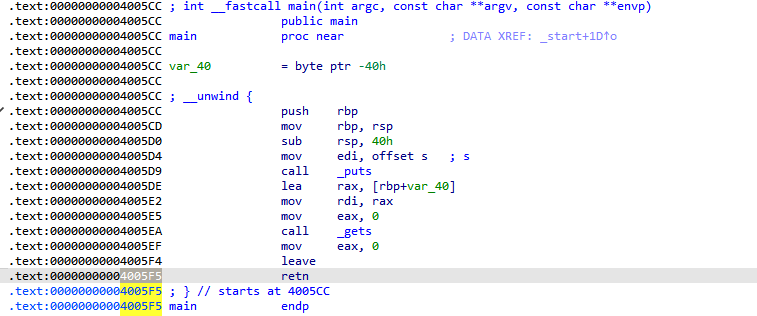 .text:00000000004005CC ; int __fastcall main(int argc, const char **argv, const char **envp)
.text:00000000004005CC public main
.text:00000000004005CC main proc near ; DATA XREF: _start+1D↑o
.text:00000000004005CC
.text:00000000004005CC var_40 = byte ptr -40h
.text:00000000004005CC
.text:00000000004005CC ; __unwind {
.text:00000000004005CC push rbp
.text:00000000004005CD mov rbp, rsp
.text:00000000004005D0 sub rsp, 40h
.text:00000000004005D4 mov edi, offset s ; s
.text:00000000004005D9 call _puts
.text:00000000004005DE lea rax, [rbp+var_40]
.text:00000000004005E2 mov rdi, rax
.text:00000000004005E5 mov eax, 0
.text:00000000004005EA call _gets
.text:00000000004005EF mov eax, 0
.text:00000000004005F4 leave
.text:00000000004005F5 retn
.text:00000000004005F5 ; } // starts at 4005CC
.text:00000000004005F5 main endp